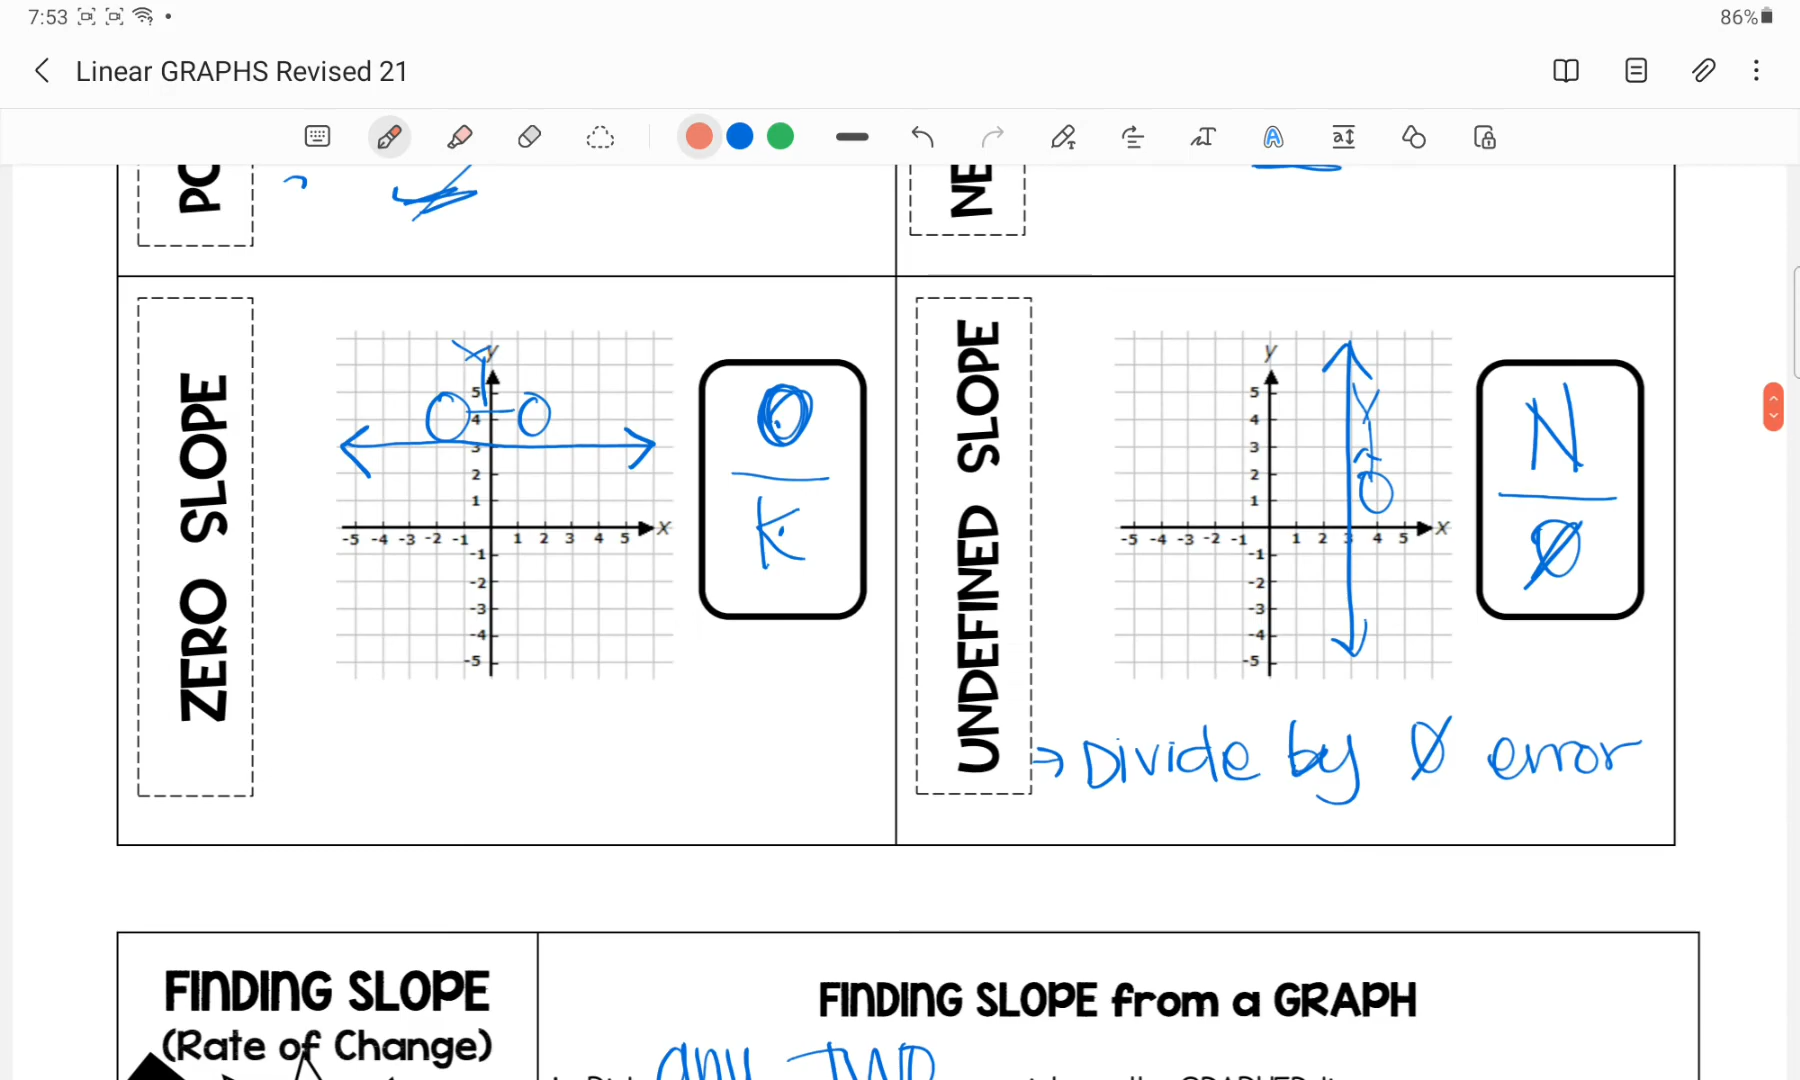 7:53
86%
Linear GRAPHS Revised 21
PO
NE
ZERO SLOPE
y
5
4
3
2
1
-5 -4 -3 -2 -1 1 2 3 4 5 x
-1
-2
-3
-4
-5
0
K
UNDEFINED SLOPE
y
5
4
3
2
1
-5 -4 -3 -2 -1 1 2 3 4 5 x
-1
-2
-3
-4
-5
N
0
→ Divide by 0 error
FINDING SLOPE
(Rate of Change)
FINDING SLOPE from a GRAPH
any TWO